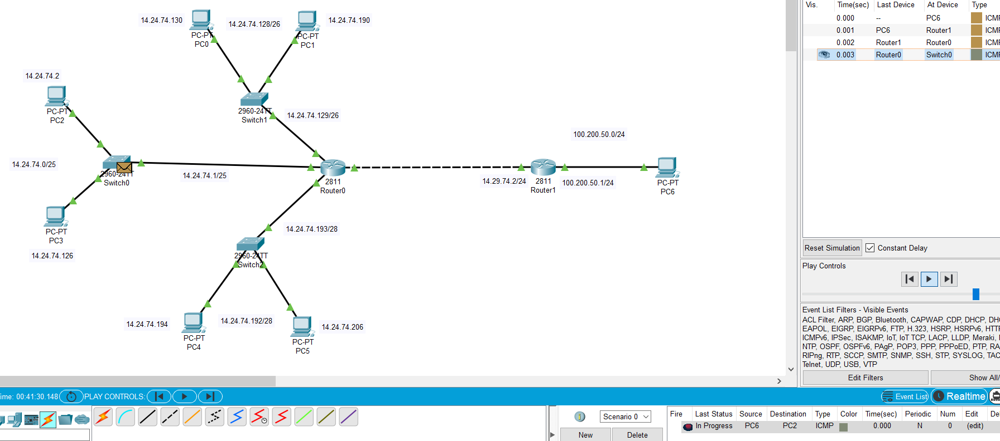 14.24.74.130
PC-PT
PC0
14.24.74.128/26
PC-PT
PC1
14.24.74.190
14.24.74.2
PC-PT
PC2
2960-24TT
Switch1
14.24.74.129/26
14.24.74.0/25
2960-24TT
Switch0
14.24.74.1/25
PC-PT
PC3
14.24.74.126
2811
Router0
100.200.50.0/24
14.29.74.2/24
2811
Router1
100.200.50.1/24
PC-PT
PC6
14.24.74.193/28
2960-24TT
Switch2
14.24.74.194
PC-PT
PC4
14.24.74.192/28
PC-PT
PC5
14.24.74.206
Vis. Time(sec) Last Device At Device Type
0.000 -- PC6 ICMP
0.001 PC6 Router1 ICMP
0.002 Router1 Router0 ICMP
0.003 Router0 Switch0 ICMP
Reset Simulation Constant Delay
Play Controls
Event List Filters - Visible Events
ACL Filter, ARP, BGP, Bluetooth, CAPWAP, CDP, DHCP,
EAPOL, EIGRP, EIGRPv6, FTP, H.323, HSRP, HSRPv6,
ICMPv6, IPSec, ISAKMP, IoT, IoT TCP, LACP, LLDP, Meraki,
NTP, OSPF, OSPFv6, PAgP, POP3, PPP, PPPoED, PTP,
RIPng, RTP, SCCP, SMTP, SNMP, SSH, STP, SYSLOG,
Telnet, UDP, USB, VTP
Edit Filters Show All/
ime: 00:41:30.148 PLAY CONTROLS: Event List Realtime
Scenario 0
New Delete
Fire Last Status Source Destination Type Color Time(sec) Periodic Num Edit
In Progress PC6 PC2 ICMP 0.000 N 0 (edit)